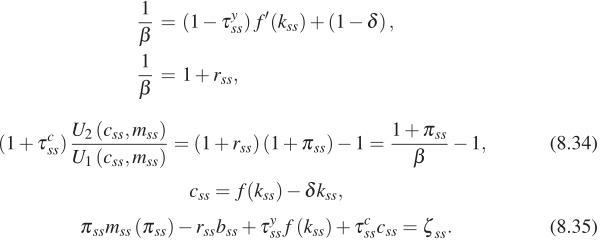 1/β = (1 − τ^y_ss) f′(k_ss) + (1 − δ),
1/β = 1 + r_ss,
(1 + τ^c_ss) U_2(c_ss, m_ss)/U_1(c_ss, m_ss) = (1 + r_ss)(1 + π_ss) − 1 = (1 + π_ss)/β − 1, (8.34)
c_ss = f(k_ss) − δk_ss,
π_ss m_ss(π_ss) − r_ss b_ss + τ^y_ss f(k_ss) + τ^c_ss c_ss = ζ_ss. (8.35)